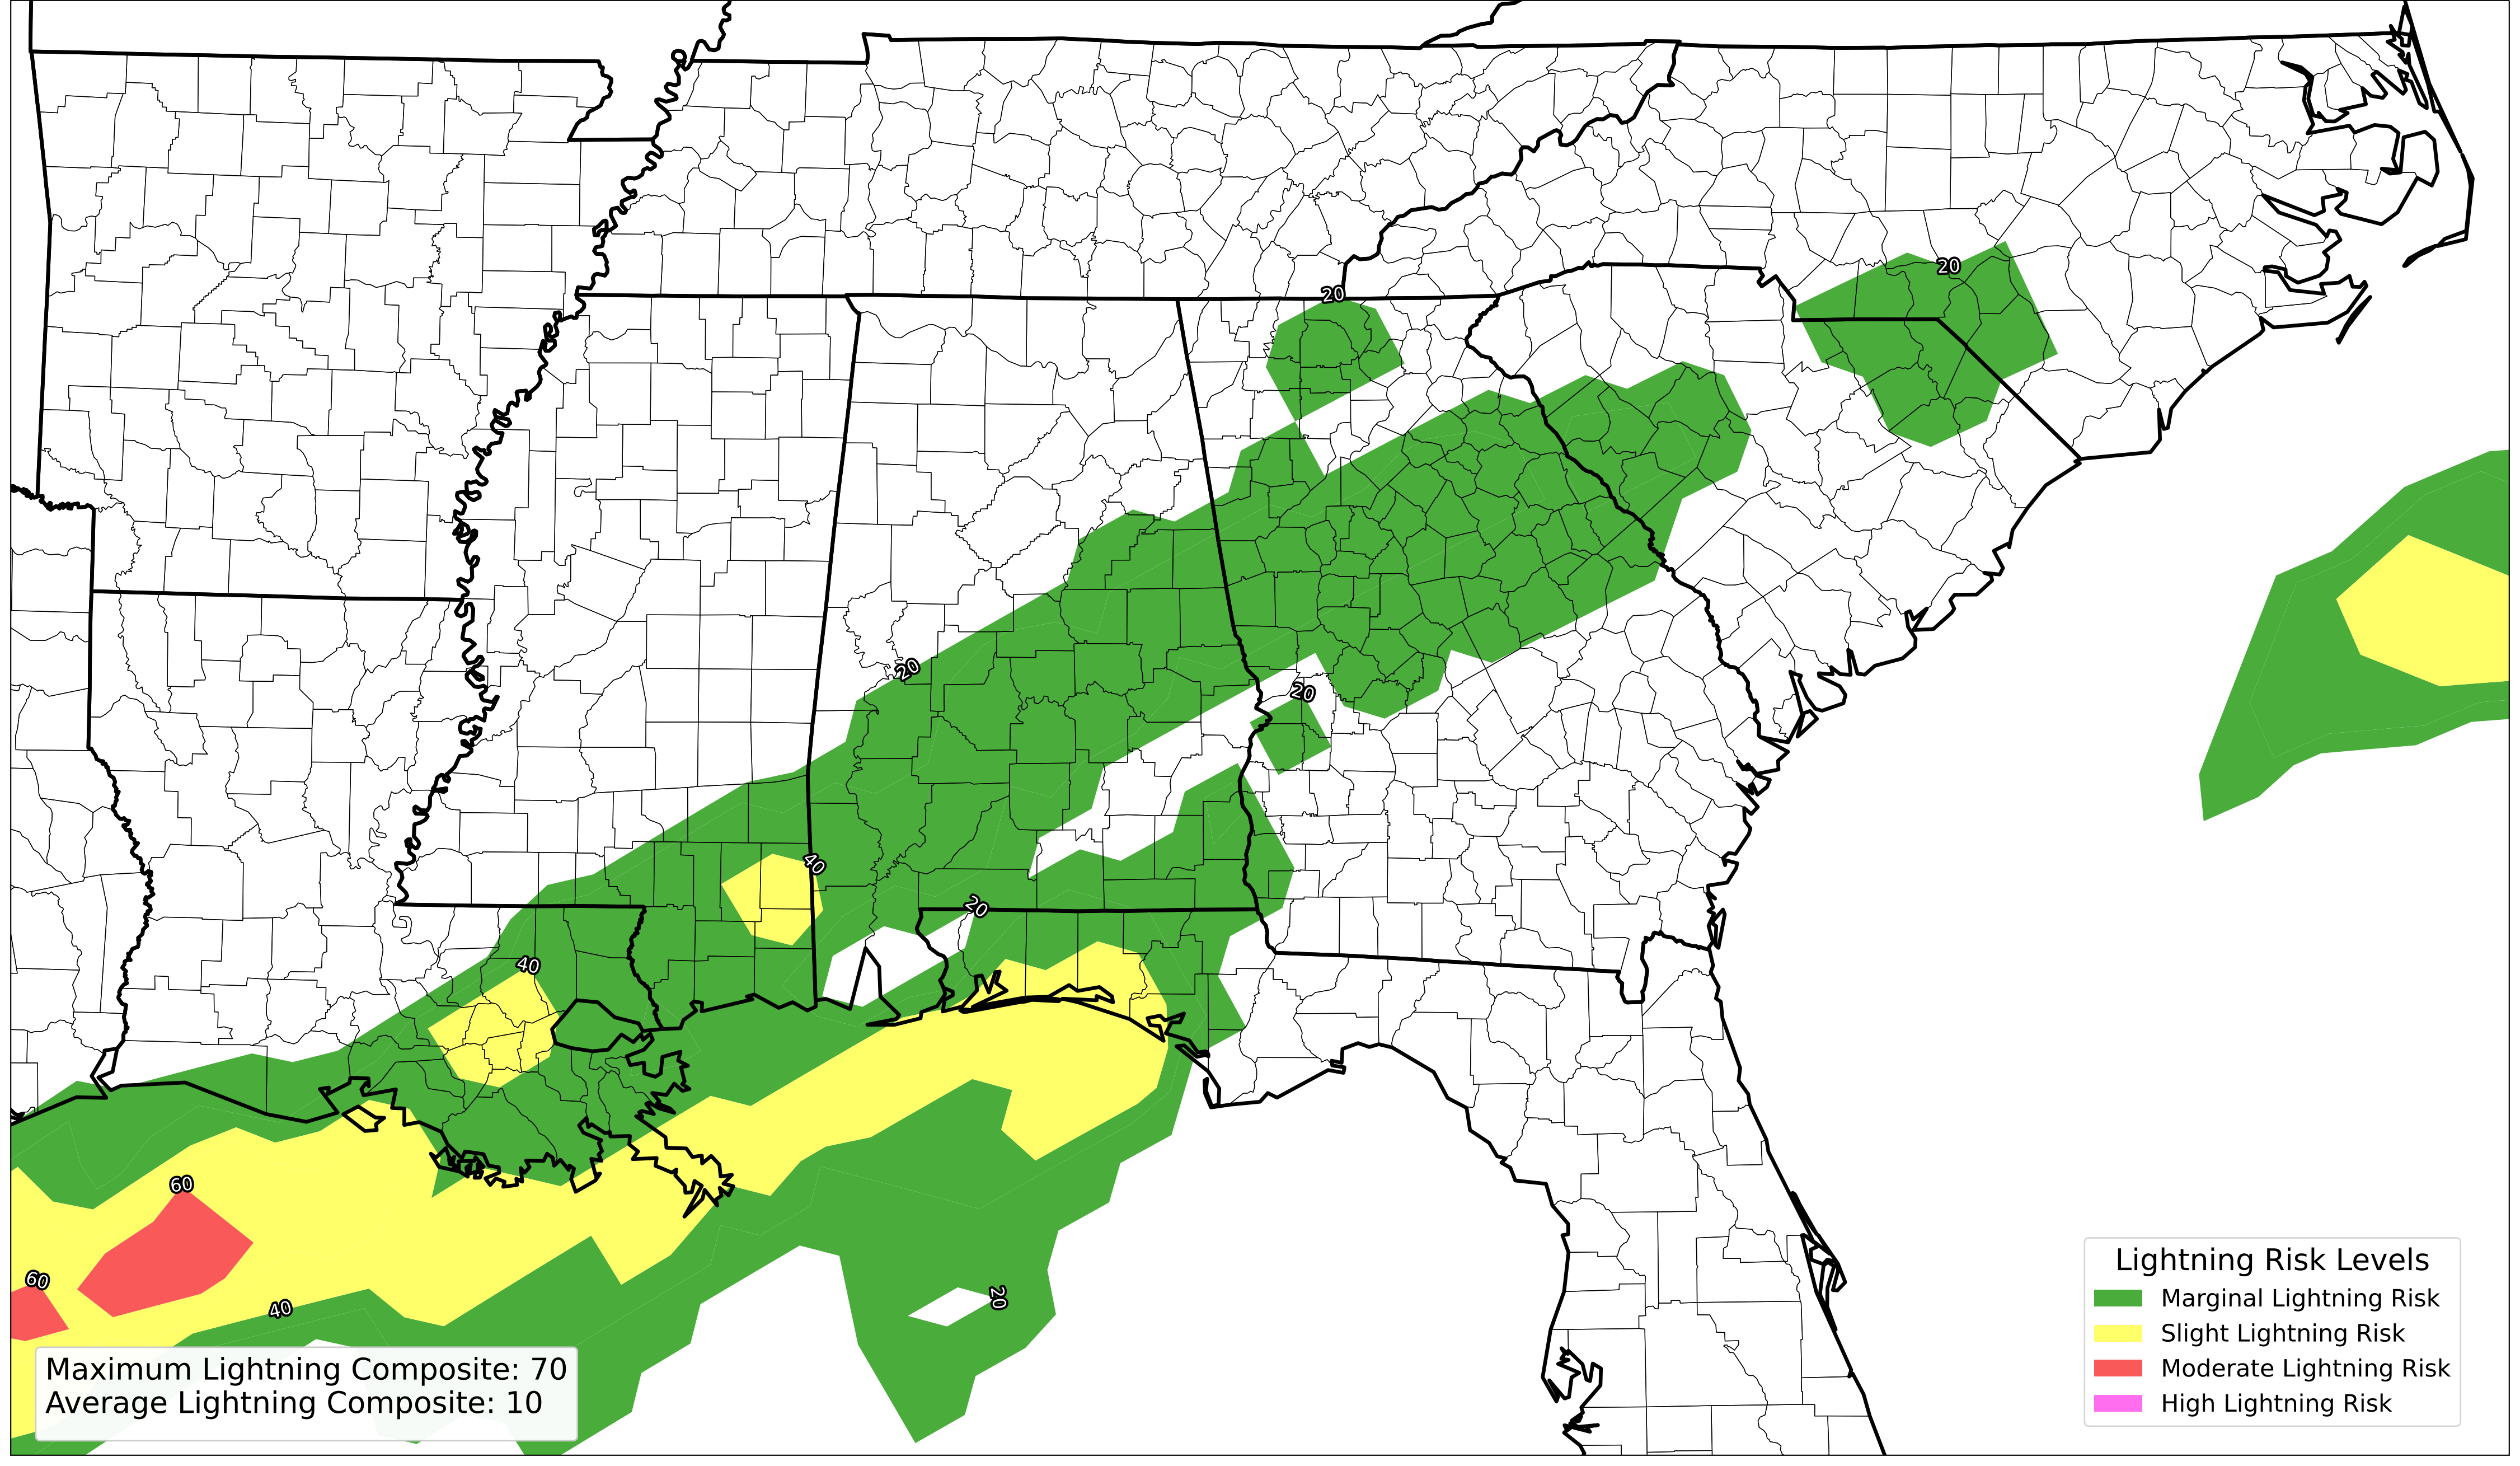 20
20
20
20
40
20
40
60
60
20
40
Lightning Risk Levels
Marginal Lightning Risk
Slight Lightning Risk
Moderate Lightning Risk
High Lightning Risk
Maximum Lightning Composite: 70
Average Lightning Composite: 10